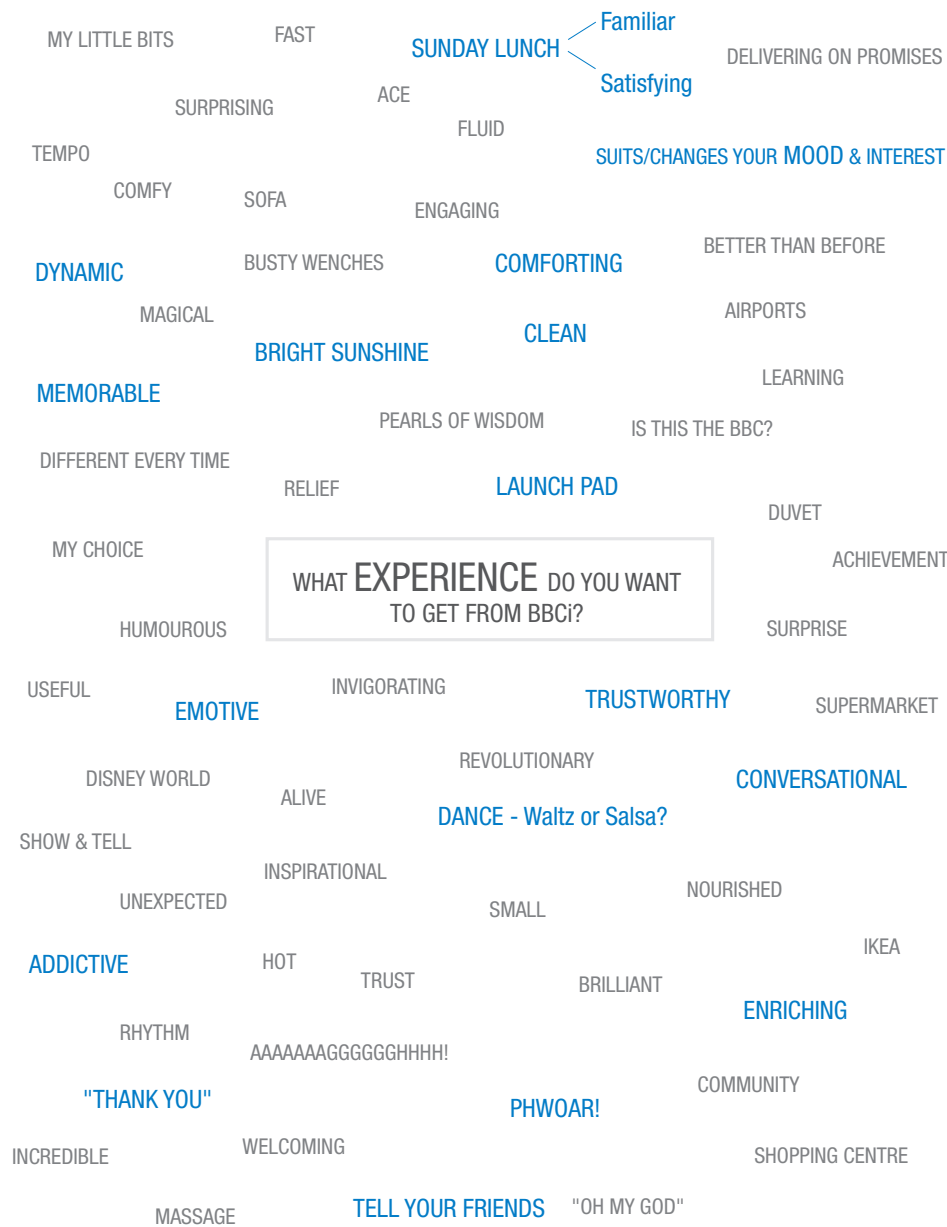 MY LITTLE BITS
FAST
SUNDAY LUNCH
Familiar
Satisfying
DELIVERING ON PROMISES
SURPRISING
ACE
FLUID
TEMPO
SUITS/CHANGES YOUR MOOD & INTEREST
COMFY
SOFA
ENGAGING
BETTER THAN BEFORE
DYNAMIC
BUSTY WENCHES
COMFORTING
MAGICAL
AIRPORTS
BRIGHT SUNSHINE
CLEAN
MEMORABLE
LEARNING
PEARLS OF WISDOM
IS THIS THE BBC?
DIFFERENT EVERY TIME
RELIEF
LAUNCH PAD
DUVET
MY CHOICE
ACHIEVEMENT
WHAT EXPERIENCE DO YOU WANT
TO GET FROM BBCi?
HUMOUROUS
SURPRISE
USEFUL
INVIGORATING
EMOTIVE
TRUSTWORTHY
SUPERMARKET
REVOLUTIONARY
DISNEY WORLD
CONVERSATIONAL
ALIVE
DANCE - Waltz or Salsa?
SHOW & TELL
INSPIRATIONAL
UNEXPECTED
SMALL
NOURISHED
IKEA
ADDICTIVE
HOT
TRUST
BRILLIANT
ENRICHING
RHYTHM
AAAAAAAGGGGGGHHHH!
COMMUNITY
"THANK YOU"
PHWOAR!
INCREDIBLE
WELCOMING
SHOPPING CENTRE
MASSAGE
TELL YOUR FRIENDS
"OH MY GOD"